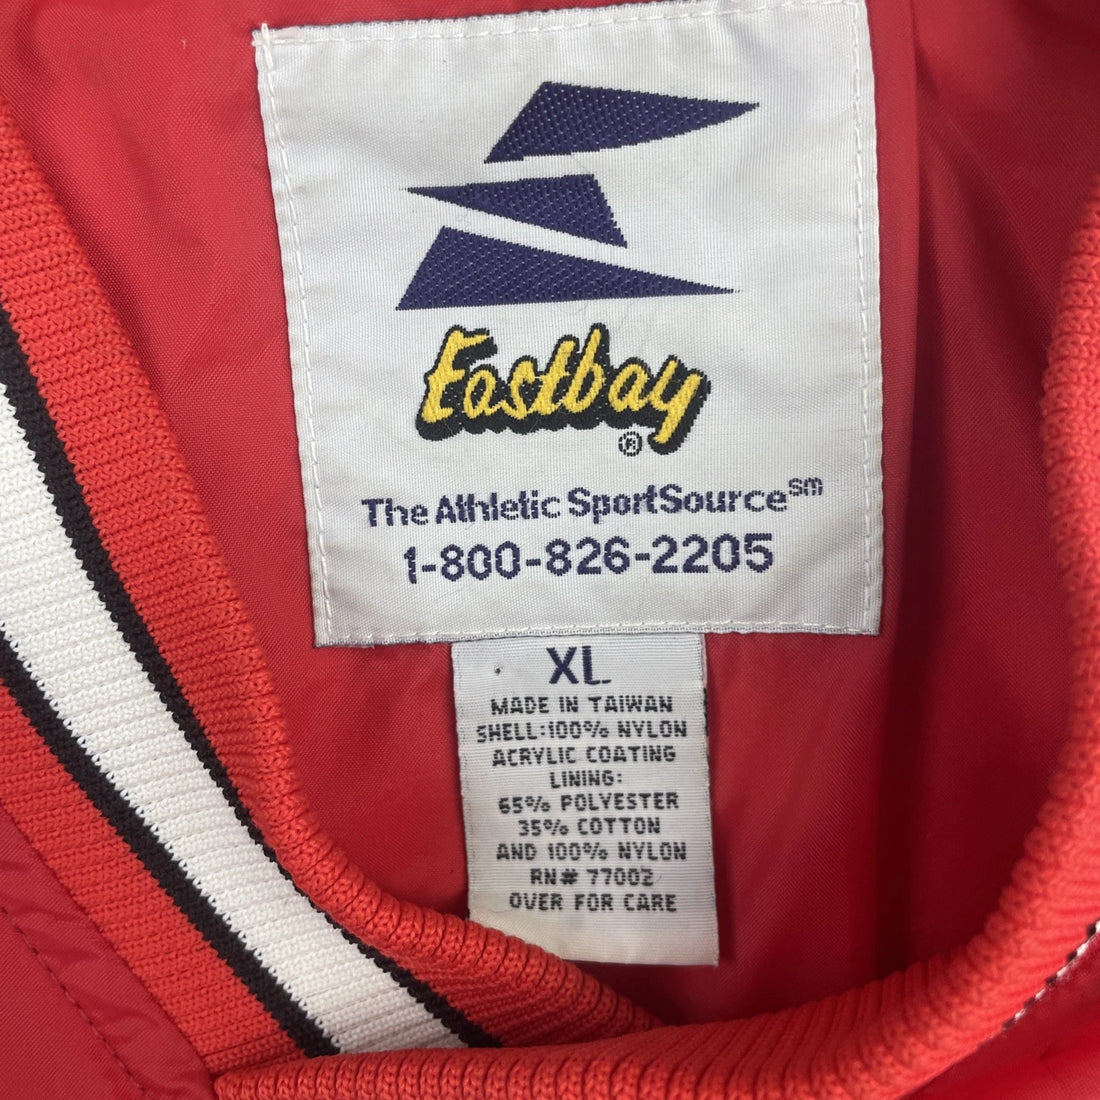 Eastbay
®
The Athletic SportSource℠
1-800-826-2205
XL
MADE IN TAIWAN
SHELL:100% NYLON
ACRYLIC COATING
LINING:
65% POLYESTER
35% COTTON
AND 100% NYLON
RN# 77002
OVER FOR CARE